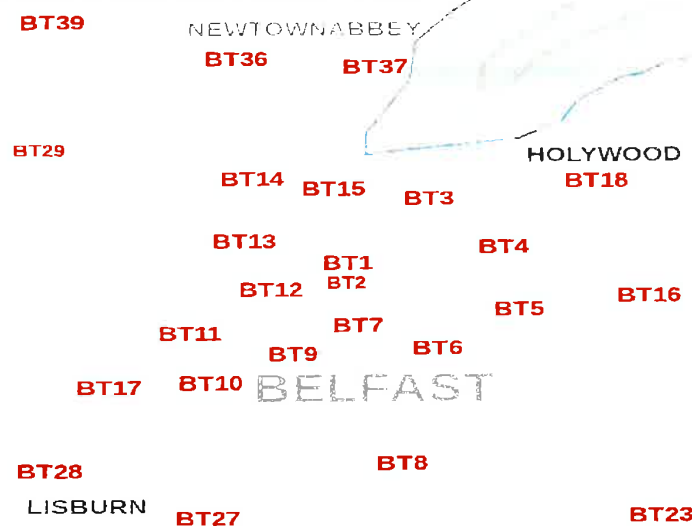 BT39
NEWTOWNABBEY
BT36
BT37
BT29
HOLYWOOD
BT14
BT15
BT3
BT18
BT13
BT4
BT1
BT2
BT12
BT16
BT5
BT7
BT11
BT6
BT9
BT17
BT10
BELFAST
BT8
BT28
LISBURN
BT27
BT23